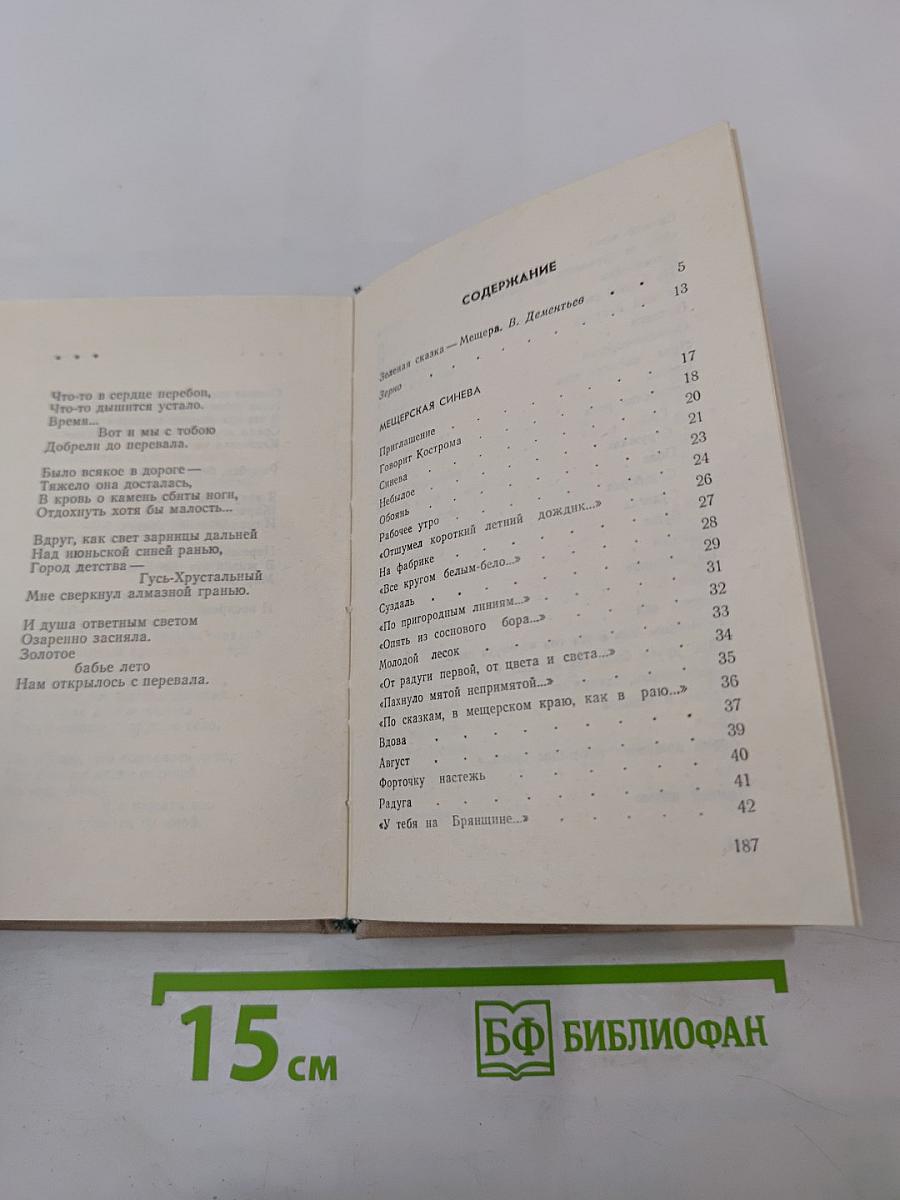 * * *
Что-то в сердце перебои,
Что-то дышится устало.
Время...
Вот и мы с тобою
Добрели до перевала.
Было всякое в дороге —
Тяжело она досталась,
В кровь о камень сбиты ноги,
Отдохнуть хотя бы малость...
Вдруг, как свет зарницы дальней
Над июньской синей ранью,
Город детства —
Гусь-Хрустальный
Мне сверкнул алмазной гранью.
И душа ответным светом
Озаренно засияла.
Золотое
бабье лето
Нам открылось с перевала.
СОДЕРЖАНИЕ
Зеленая сказка — Мещера. В. Дементьев . . 5
Зерно . . . . . . . 13
МЕЩЕРСКАЯ СИНЕВА
Приглашение . . . . . . 17
Говорит Кострома . . . . . . 18
Синева . . . . . . . 20
Небылое . . . . . . . 21
Обоянь . . . . . . . 23
Рабочее утро . . . . . . 24
«Отшумел короткий летний дождик...» . . 26
На фабрике . . . . . . 27
«Все кругом белым-бело...» . . . . 28
Суздаль . . . . . . . 29
«По пригородным линиям...» . . . . 31
«Опять из соснового бора...» . . . . 32
Молодой лесок . . . . . . 33
«От радуги первой, от цвета и света...» . . 34
«Пахнуло мятой непримятой...» . . . . 35
«По сказкам, в мещерском краю, как в раю...» 36
Вдова . . . . . . . 37
Август . . . . . . . 39
Форточку настежь . . . . . . 40
Радуга . . . . . . . 41
«У тебя на Брянщине...» . . . . . 42
187
15 см
БФ БИБЛИОФАН